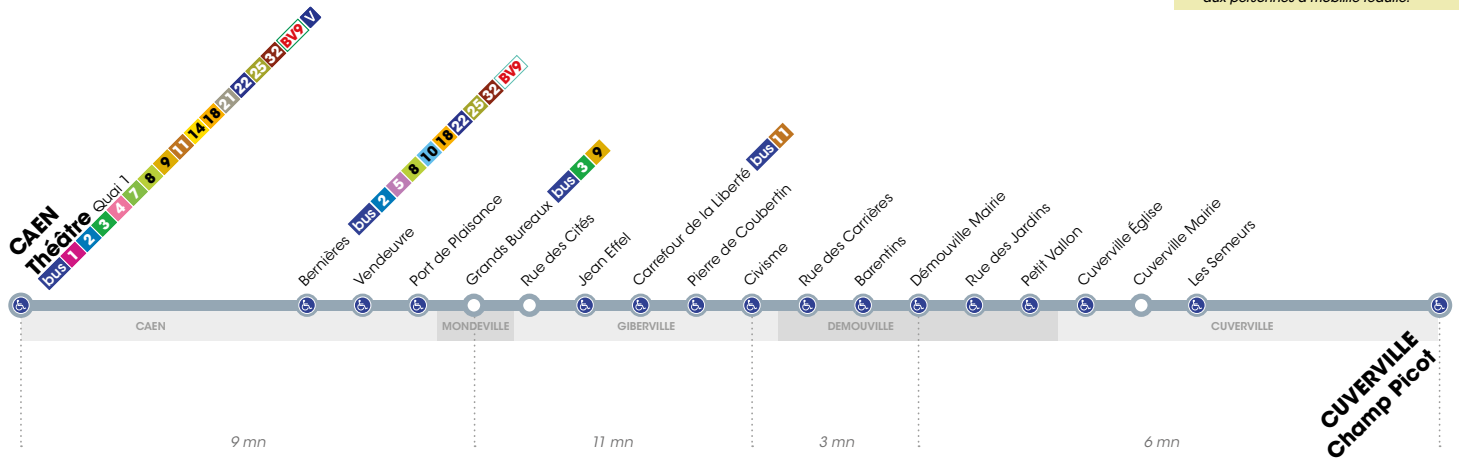 aux personnes à mobilité réduite.
CAEN
Théâtre Quai 1
bus 1 2 3 4 7 8 9 11 14 18 21 22 25 32 BV9 V
Bernières bus 2 5 8 10 18 22 25 32 BV9
Vendeuvre
Port de Plaisance
Grands Bureaux bus 3 9
Rue des Cités
Jean Effel
Carrefour de la Liberté bus 11
Pierre de Coubertin
Civisme
Rue des Carrières
Barentins
Démouville Mairie
Rue des Jardins
Petit Vallon
Cuverville Église
Cuverville Mairie
Les Semeurs
CUVERVILLE
Champ Picot
CAEN
MONDEVILLE
GIBERVILLE
DEMOUVILLE
CUVERVILLE
9 mn
11 mn
3 mn
6 mn